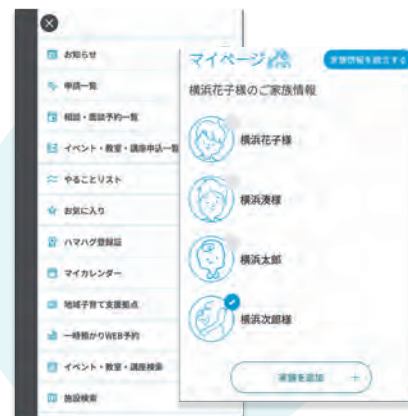 お知らせ
申請一覧
相談・面談予約一覧
イベント・教室・講座申込一覧
やることリスト
お気に入り
ハマハグ登録証
マイカレンダー
地域子育て支援拠点
一時預かりWEB予約
イベント・教室・講座検索
施設検索
マイページ
家族情報を編集する
横浜花子様のご家族情報
横浜花子様
横浜湊様
横浜太郎
横浜次郎様
家族を追加